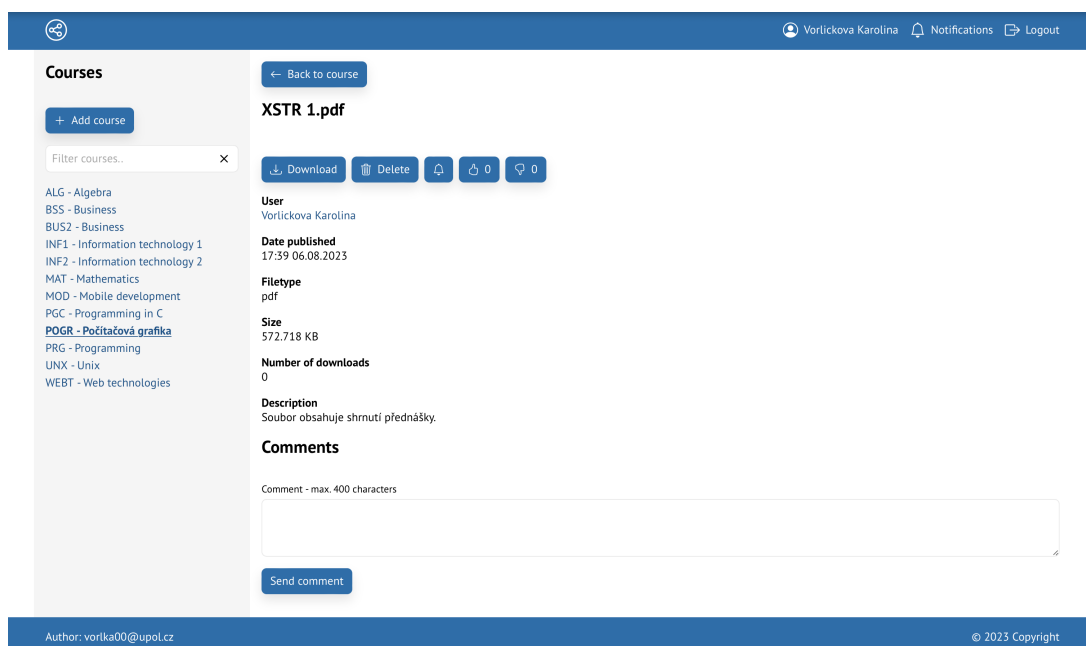 Vorlickova Karolina Notifications Logout
Courses
+ Add course
Filter courses..
ALG - Algebra
BSS - Business
BUS2 - Business
INF1 - Information technology 1
INF2 - Information technology 2
MAT - Mathematics
MOD - Mobile development
PGC - Programming in C
POGR - Počítačová grafika
PRG - Programming
UNX - Unix
WEBT - Web technologies
← Back to course
XSTR 1.pdf
Download Delete 0 0
User
Vorlickova Karolina
Date published
17:39 06.08.2023
Filetype
pdf
Size
572.718 KB
Number of downloads
0
Description
Soubor obsahuje shrnutí přednášky.
Comments
Comment - max. 400 characters
Send comment
Author: vorlka00@upol.cz © 2023 Copyright